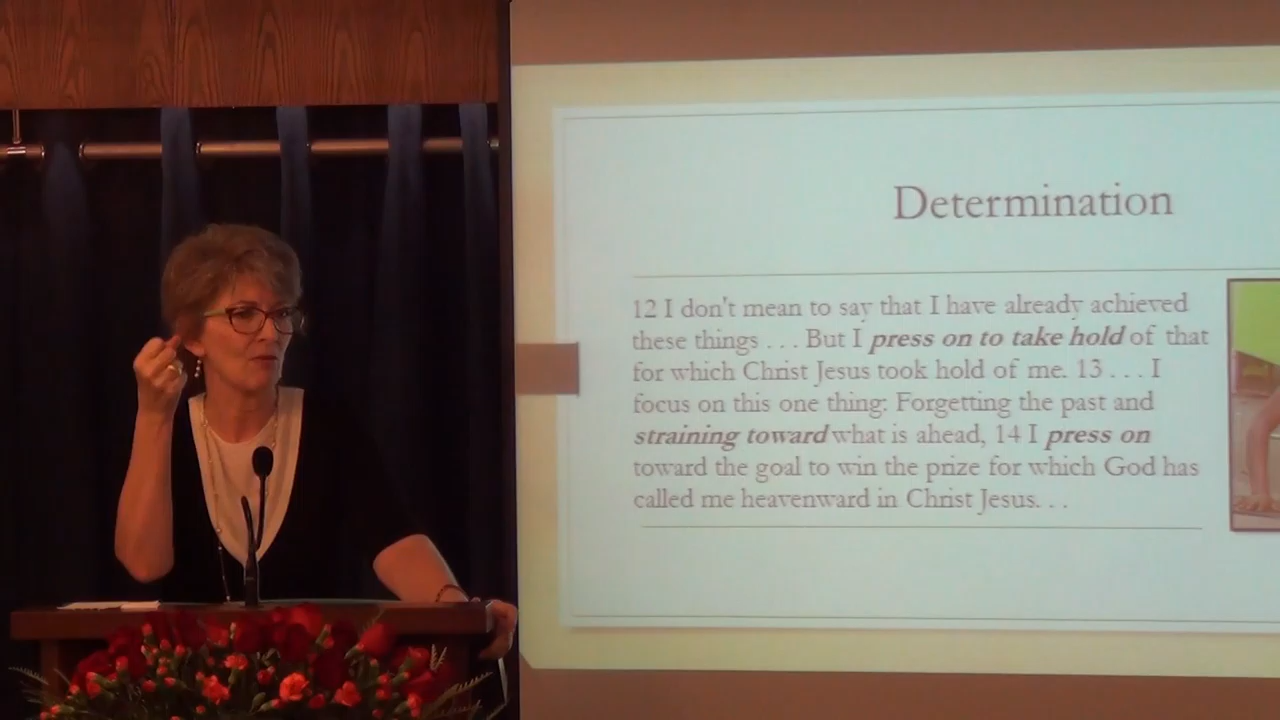 Determination
12 I don't mean to say that I have already achieved
these things . . . But I press on to take hold of that
for which Christ Jesus took hold of me. 13 . . . I
focus on this one thing: Forgetting the past and
straining toward what is ahead, 14 I press on
toward the goal to win the prize for which God has
called me heavenward in Christ Jesus. . .